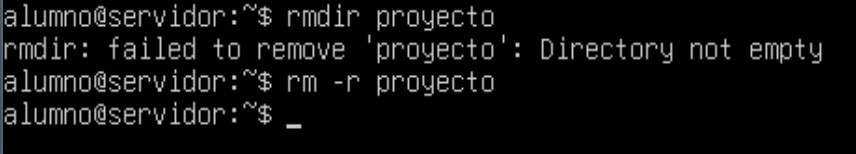 alumno@servidor:~$ rmdir proyecto
rmdir: failed to remove 'proyecto': Directory not empty
alumno@servidor:~$ rm -r proyecto
alumno@servidor:~$ _